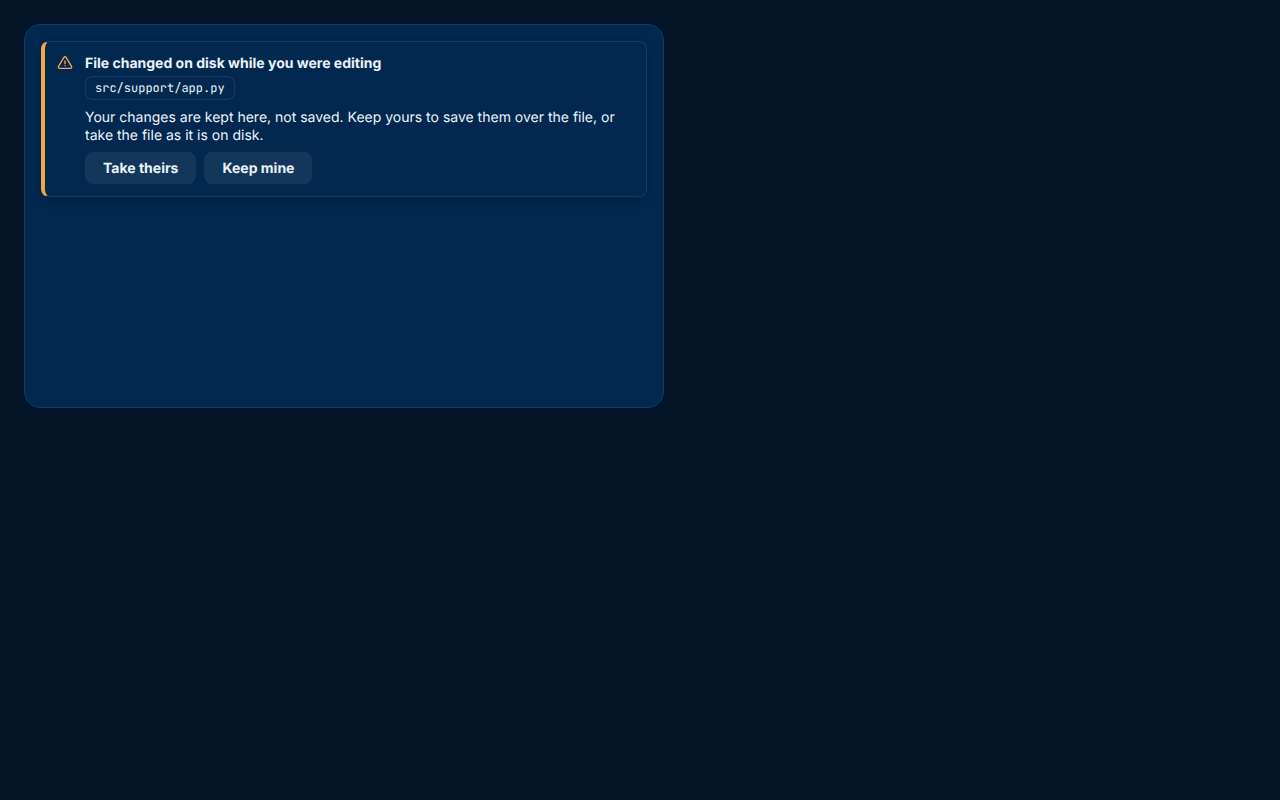 File changed on disk while you were editing
src/support/app.py
Your changes are kept here, not saved. Keep yours to save them over the file, or
take the file as it is on disk.
Take theirs
Keep mine